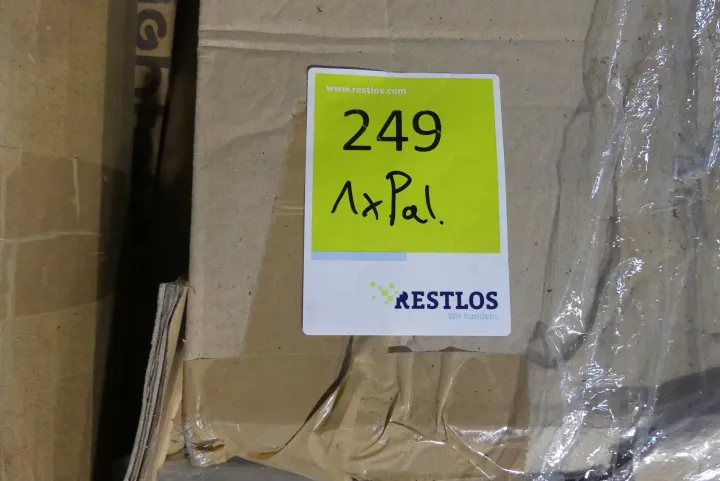 www.restlos.com
249
1xPal.
RESTLOS
Wir handeln.